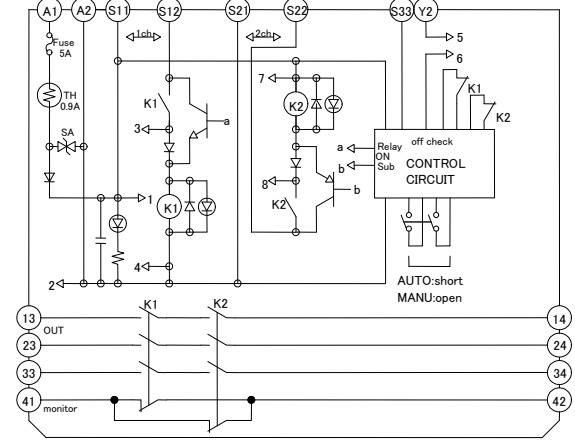 A1 A2 S11 S12 S21 S22 S33 Y2
1ch 2ch
Fuse
5A
5
6
7
K1
K2
TH
0.9A
K1
K2
a
3
a
Relay
ON
Sub
off check
CONTROL
CIRCUIT
b
SA
8
b
K2
1
K1
4
2
AUTO:short
MANU:open
K1 K2
13 14
OUT
23 24
33 34
41 42
monitor